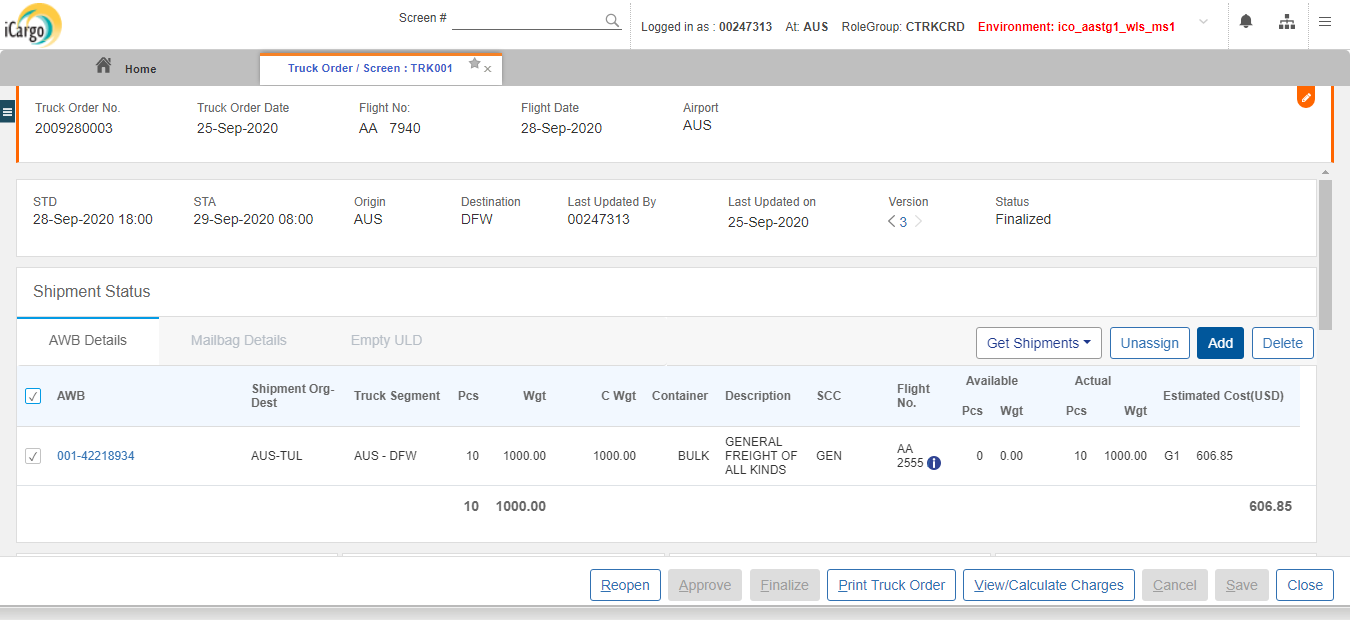 iCargo
Screen #
Logged in as : 00247313 At: AUS RoleGroup: CTRKCRD Environment: ico_aastg1_wls_ms1
Home
Truck Order / Screen : TRK001
Truck Order No. Truck Order Date Flight No: Flight Date Airport
2009280003 25-Sep-2020 AA 7940 28-Sep-2020 AUS
STD STA Origin Destination Last Updated By Last Updated on Version Status
28-Sep-2020 18:00 29-Sep-2020 08:00 AUS DFW 00247313 25-Sep-2020 3 Finalized
Shipment Status
AWB Details Mailbag Details Empty ULD Get Shipments Unassign Add Delete
AWB Shipment Org-Dest Truck Segment Pcs Wgt C Wgt Container Description SCC Flight No. Available Pcs Wgt Actual Pcs Wgt Estimated Cost(USD)
001-42218934 AUS-TUL AUS - DFW 10 1000.00 1000.00 BULK GENERAL FREIGHT OF ALL KINDS GEN AA 2555 0 0.00 10 1000.00 G1 606.85
10 1000.00 606.85
Reopen Approve Finalize Print Truck Order View/Calculate Charges Cancel Save Close